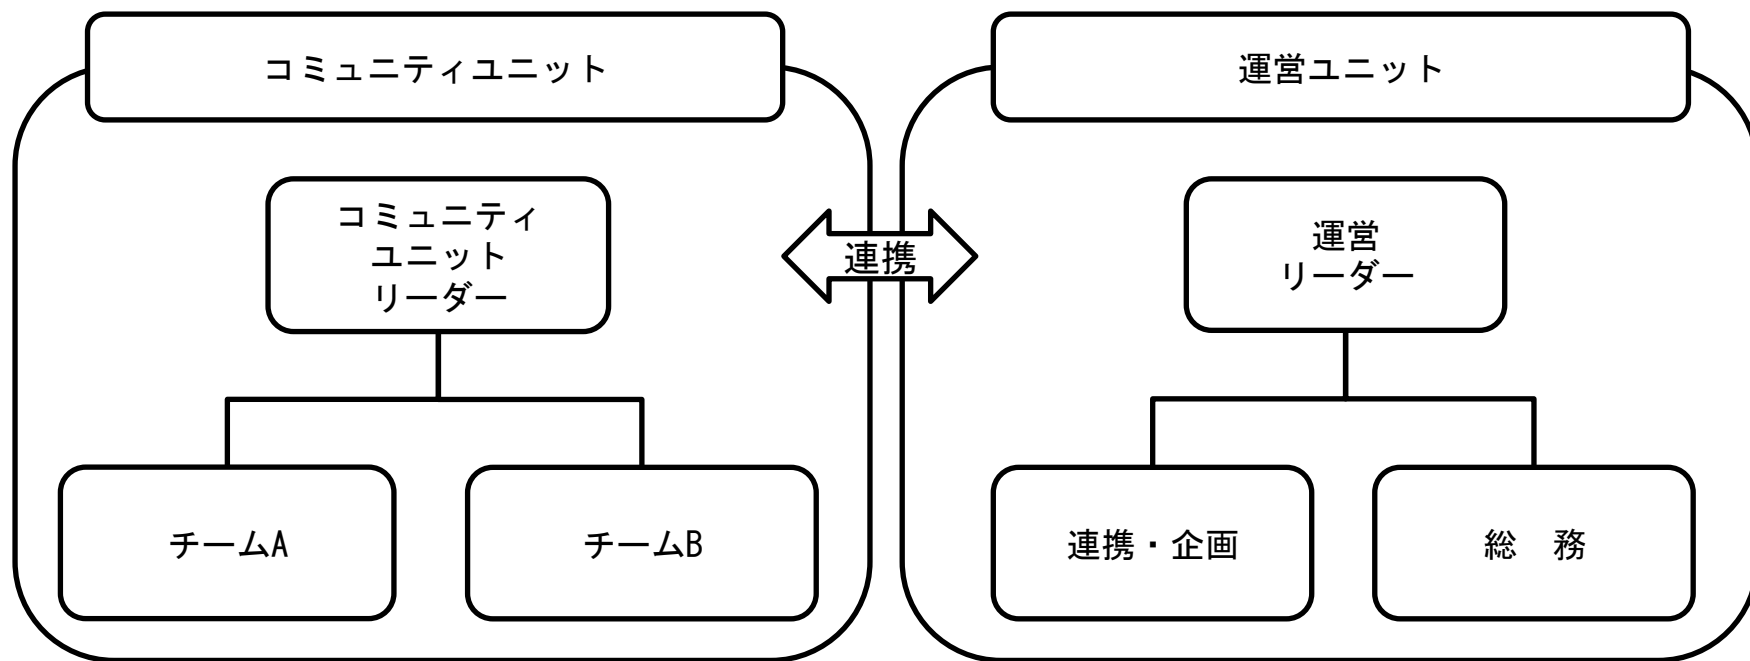 コミュニティユニット
運営ユニット
コミュニティ
ユニット
リーダー
連携
運営
リーダー
チームA
チームB
連携・企画
総　務